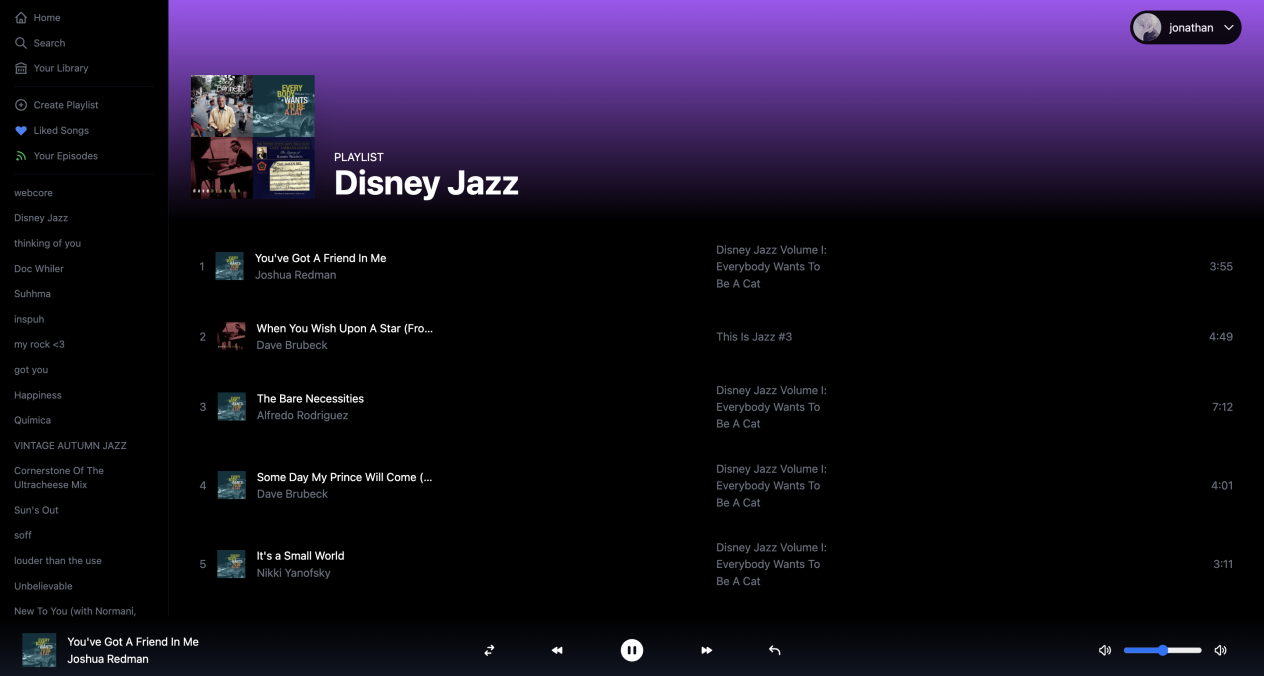 Home
Search
Your Library
Create Playlist
Liked Songs
Your Episodes
webcore
Disney Jazz
thinking of you
Doc Whiler
Suhhma
inspuh
my rock <3
got you
Happiness
Química
VINTAGE AUTUMN JAZZ
Cornerstone Of The
Ultracheese Mix
Sun's Out
soff
louder than the use
Unbelievable
New To You (with Normani,
jonathan
EVERY
BODY
WANTS
TO BE
A CAT
PLAYLIST
Disney Jazz
1
You've Got A Friend In Me
Joshua Redman
Disney Jazz Volume I:
Everybody Wants To
Be A Cat
3:55
2
When You Wish Upon A Star (Fro...
Dave Brubeck
This Is Jazz #3
4:49
3
The Bare Necessities
Alfredo Rodriguez
Disney Jazz Volume I:
Everybody Wants To
Be A Cat
7:12
4
Some Day My Prince Will Come (...
Dave Brubeck
Disney Jazz Volume I:
Everybody Wants To
Be A Cat
4:01
5
It's a Small World
Nikki Yanofsky
Disney Jazz Volume I:
Everybody Wants To
Be A Cat
3:11
You've Got A Friend In Me
Joshua Redman